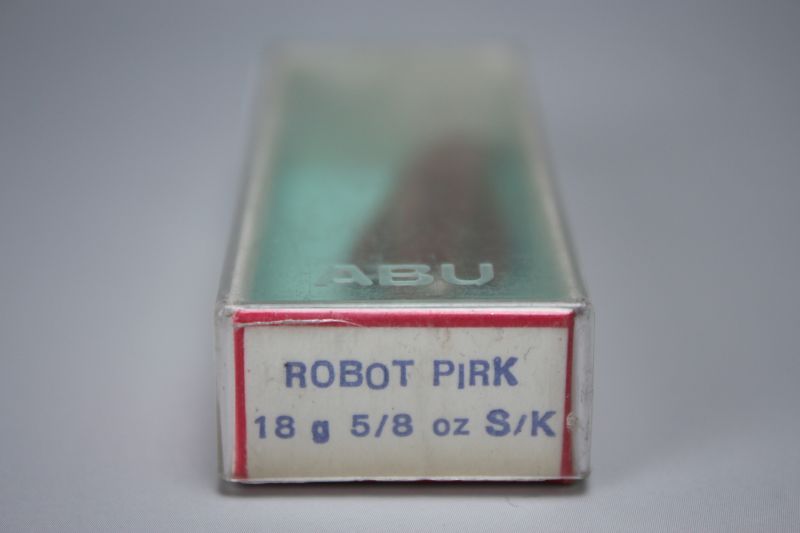 ABU
ROBOT PIRK
18 g 5/8 oz S/K